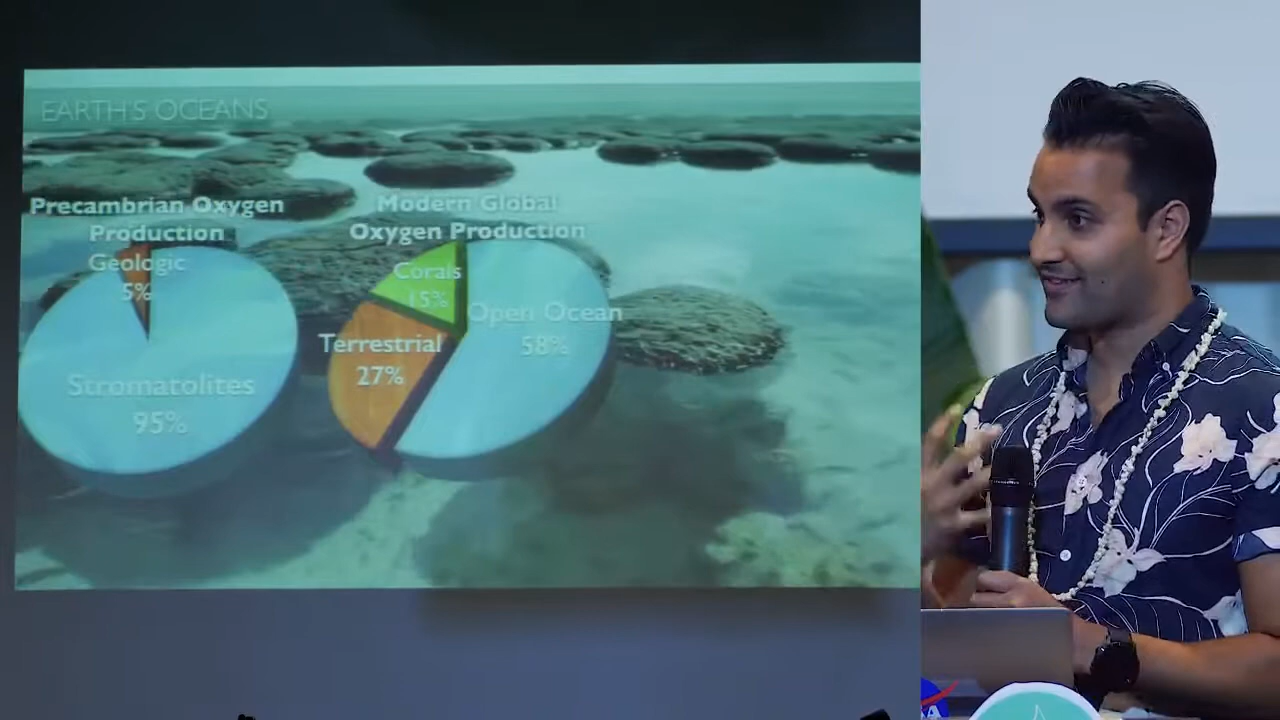 EARTH'S OCEANS
Precambrian Oxygen
Production
Geologic
5%
Stromatolites
95%
Modern Global
Oxygen Production
Corals
15%
Open Ocean
58%
Terrestrial
27%